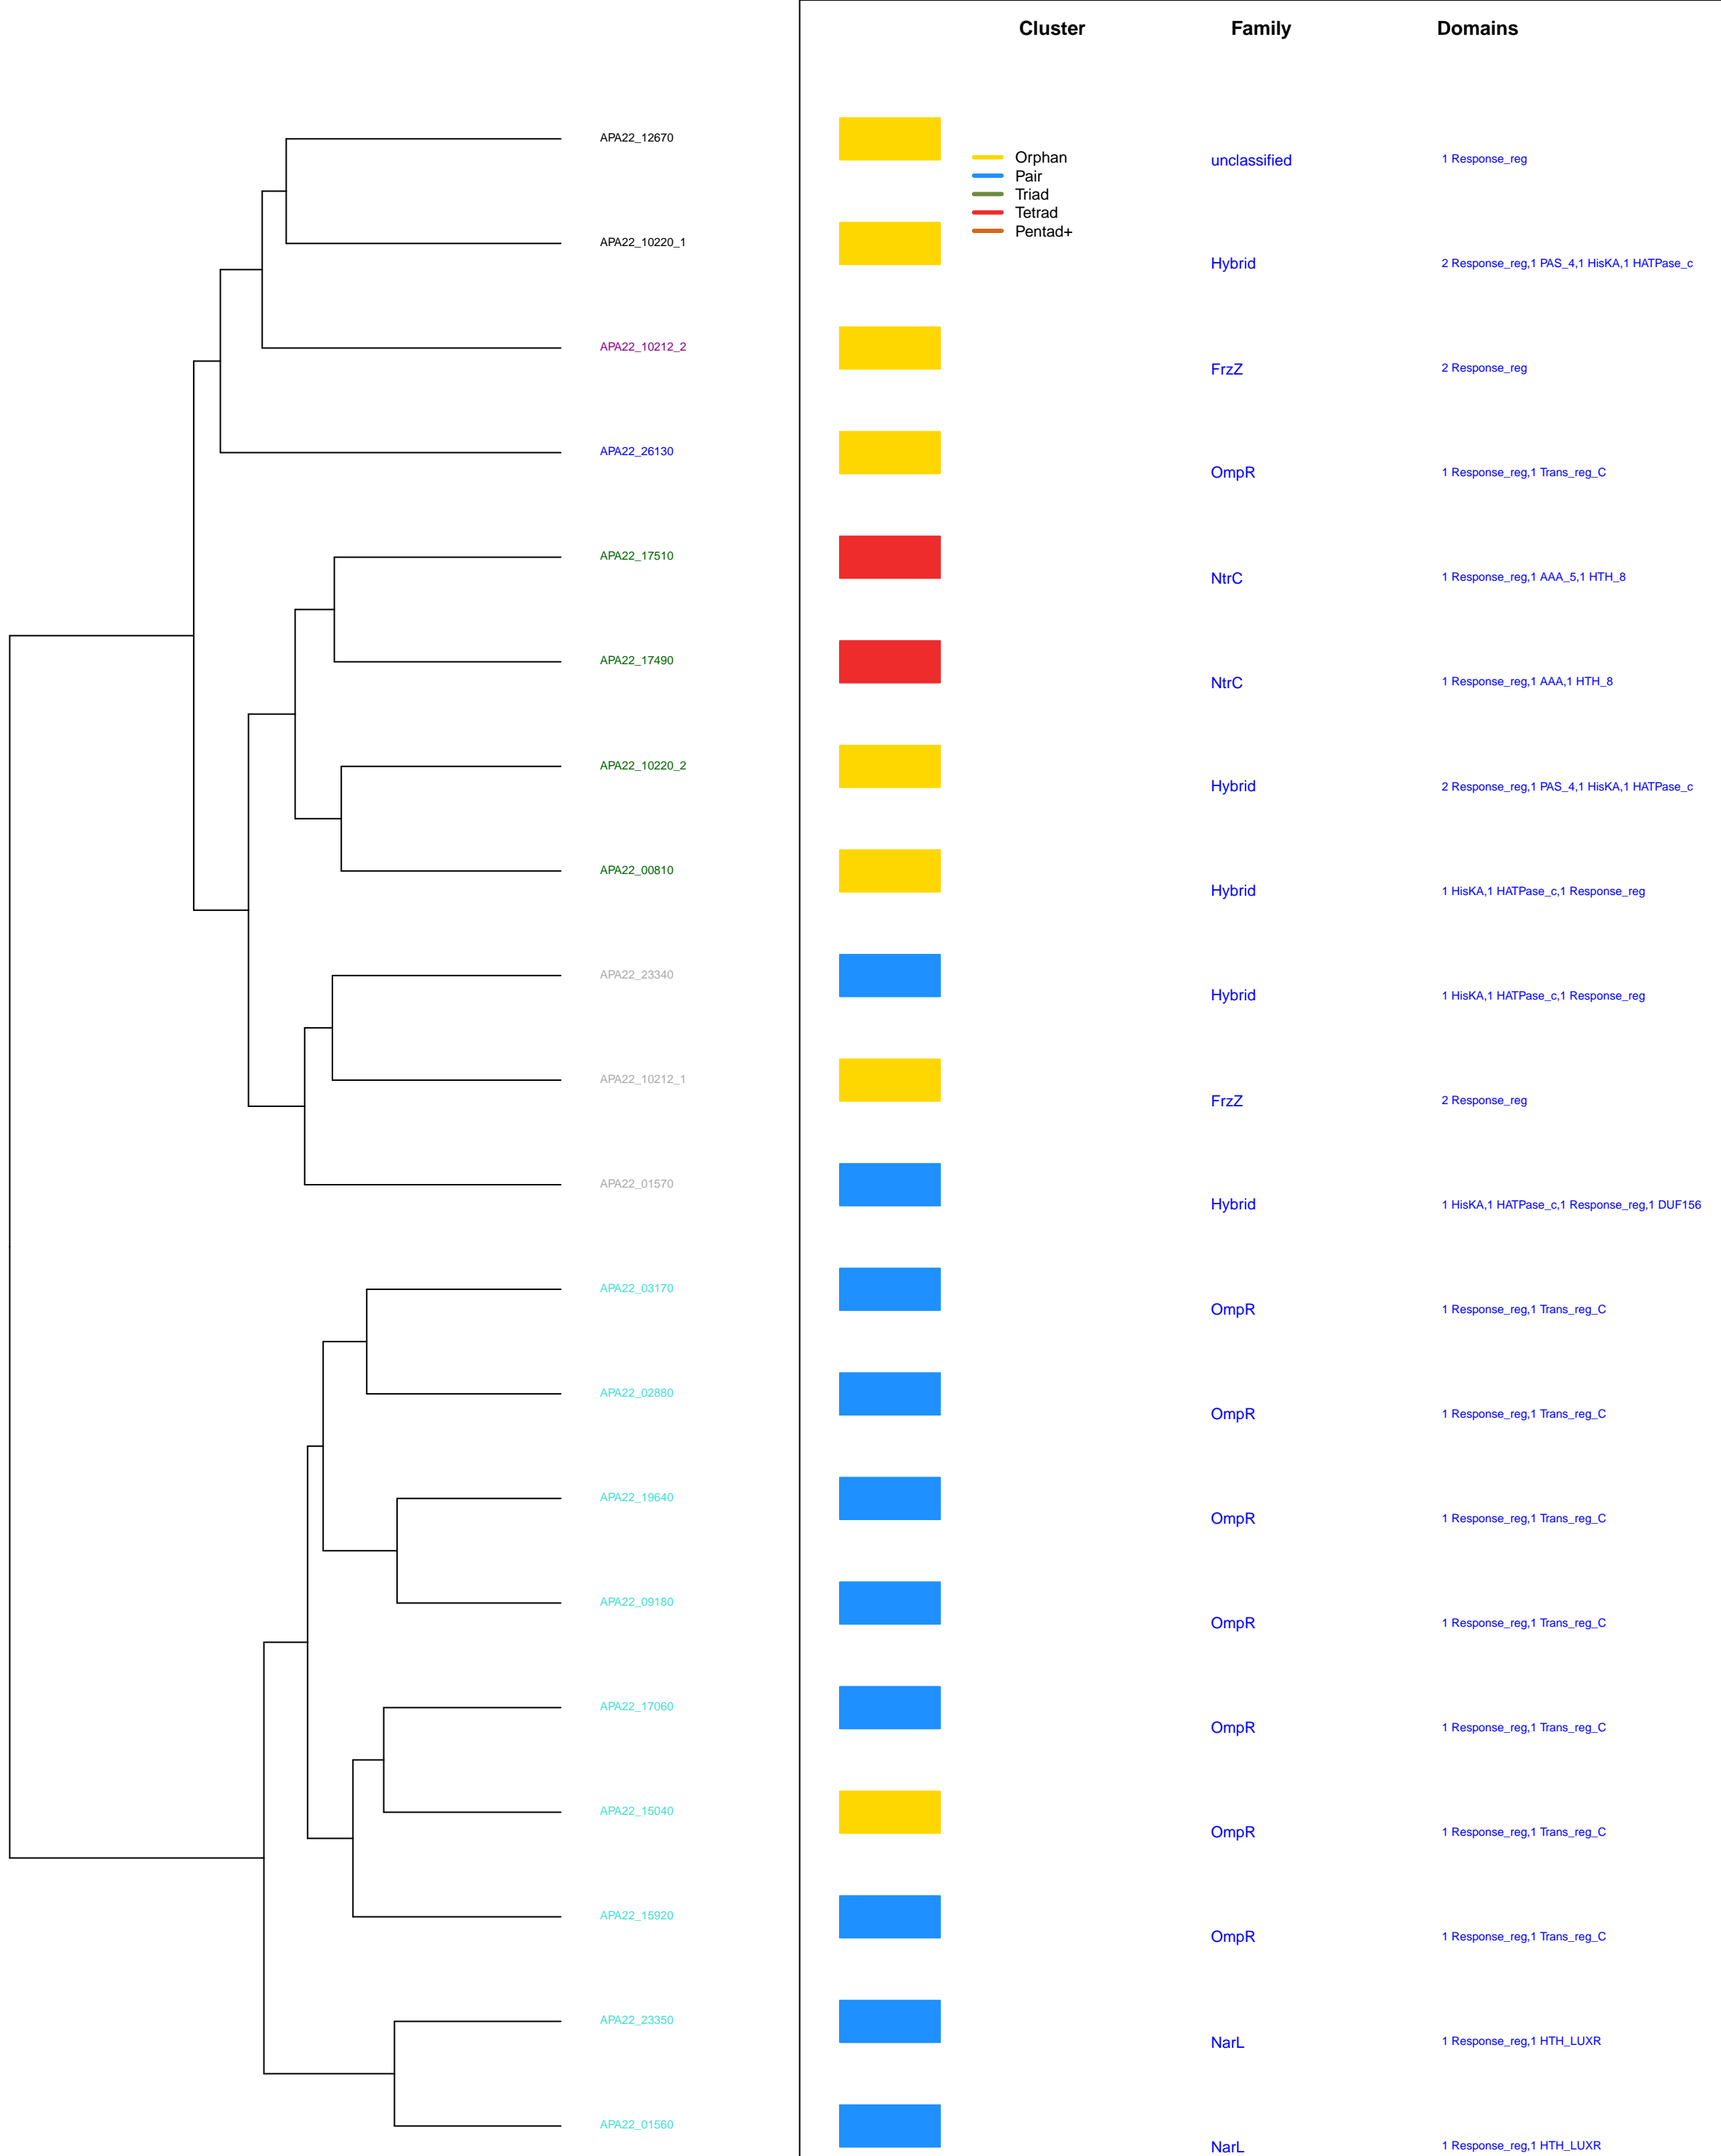 Cluster Family Domains
APA22_12670 unclassified 1 Response_reg
Orphan
Pair
Triad
Tetrad
Pentad+
APA22_10220_1 Hybrid 2 Response_reg,1 PAS_4,1 HisKA,1 HATPase_c
APA22_10212_2 FrzZ 2 Response_reg
APA22_26130 OmpR 1 Response_reg,1 Trans_reg_C
APA22_17510 NtrC 1 Response_reg,1 AAA_5,1 HTH_8
APA22_17490 NtrC 1 Response_reg,1 AAA,1 HTH_8
APA22_10220_2 Hybrid 2 Response_reg,1 PAS_4,1 HisKA,1 HATPase_c
APA22_00810 Hybrid 1 HisKA,1 HATPase_c,1 Response_reg
APA22_23340 Hybrid 1 HisKA,1 HATPase_c,1 Response_reg
APA22_10212_1 FrzZ 2 Response_reg
APA22_01570 Hybrid 1 HisKA,1 HATPase_c,1 Response_reg,1 DUF156
APA22_03170 OmpR 1 Response_reg,1 Trans_reg_C
APA22_02880 OmpR 1 Response_reg,1 Trans_reg_C
APA22_19640 OmpR 1 Response_reg,1 Trans_reg_C
APA22_09180 OmpR 1 Response_reg,1 Trans_reg_C
APA22_17060 OmpR 1 Response_reg,1 Trans_reg_C
APA22_15040 OmpR 1 Response_reg,1 Trans_reg_C
APA22_15920 OmpR 1 Response_reg,1 Trans_reg_C
APA22_23350 NarL 1 Response_reg,1 HTH_LUXR
APA22_01560 NarL 1 Response_reg,1 HTH_LUXR